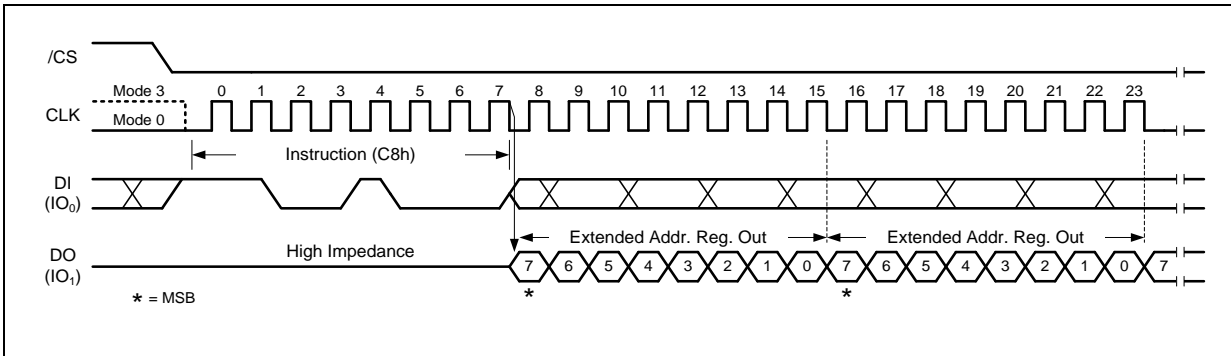 /CS
Mode 3
0 1 2 3 4 5 6 7 8 9 10 11 12 13 14 15 16 17 18 19 20 21 22 23
CLK
Mode 0
Instruction (C8h)
DI
(IO0)
High Impedance
Extended Addr. Reg. Out Extended Addr. Reg. Out
DO
(IO1)
7 6 5 4 3 2 1 0 7 6 5 4 3 2 1 0 7
* *
* = MSB